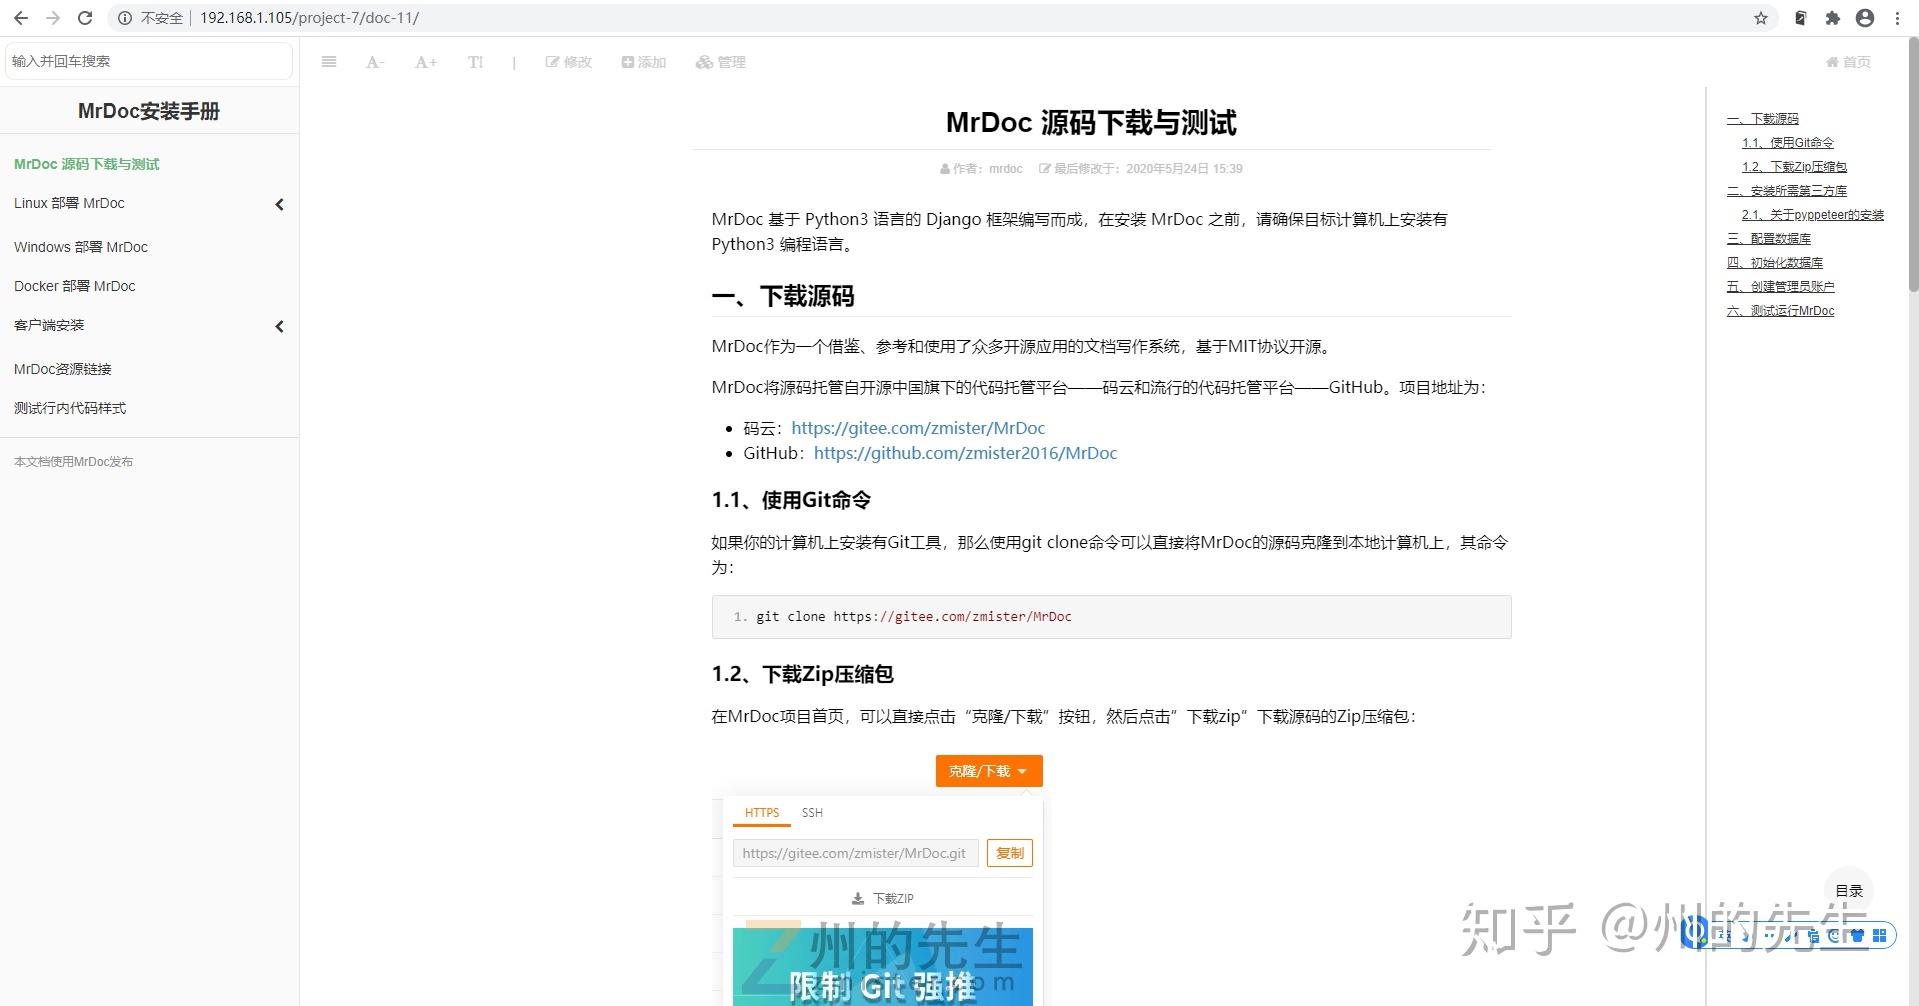 不安全 | 192.168.1.105/project-7/doc-11/
输入并回车搜索
MrDoc安装手册
MrDoc 源码下载与测试
Linux 部署 MrDoc
Windows 部署 MrDoc
Docker 部署 MrDoc
客户端安装
MrDoc资源链接
测试行内代码样式
本文档使用MrDoc发布
A- A+ T! | 修改 添加 管理 首页
MrDoc 源码下载与测试
作者：mrdoc 最后修改于：2020年5月24日 15:39
MrDoc 基于 Python3 语言的 Django 框架编写而成，在安装 MrDoc 之前，请确保目标计算机上安装有
Python3 编程语言。
一、下载源码
MrDoc作为一个借鉴、参考和使用了众多开源应用的文档写作系统，基于MIT协议开源。
MrDoc将源码托管自开源中国旗下的代码托管平台——码云和流行的代码托管平台——GitHub。项目地址为：
码云：https://gitee.com/zmister/MrDoc
GitHub：https://github.com/zmister2016/MrDoc
1.1、使用Git命令
如果你的计算机上安装有Git工具，那么使用git clone命令可以直接将MrDoc的源码克隆到本地计算机上，其命令
为：
1. git clone https://gitee.com/zmister/MrDoc
1.2、下载Zip压缩包
在MrDoc项目首页，可以直接点击“克隆/下载”按钮，然后点击”下载zip”下载源码的Zip压缩包：
克隆/下载
HTTPS SSH
https://gitee.com/zmister/MrDoc.git 复制
下载ZIP
州的先生
限制 Git 强推
一、下载源码
1.1、使用Git命令
1.2、下载Zip压缩包
二、安装所需第三方库
2.1、关于pyppeteer的安装
三、配置数据库
四、初始化数据库
五、创建管理员账户
六、测试运行MrDoc
目录
知乎 @州的先生